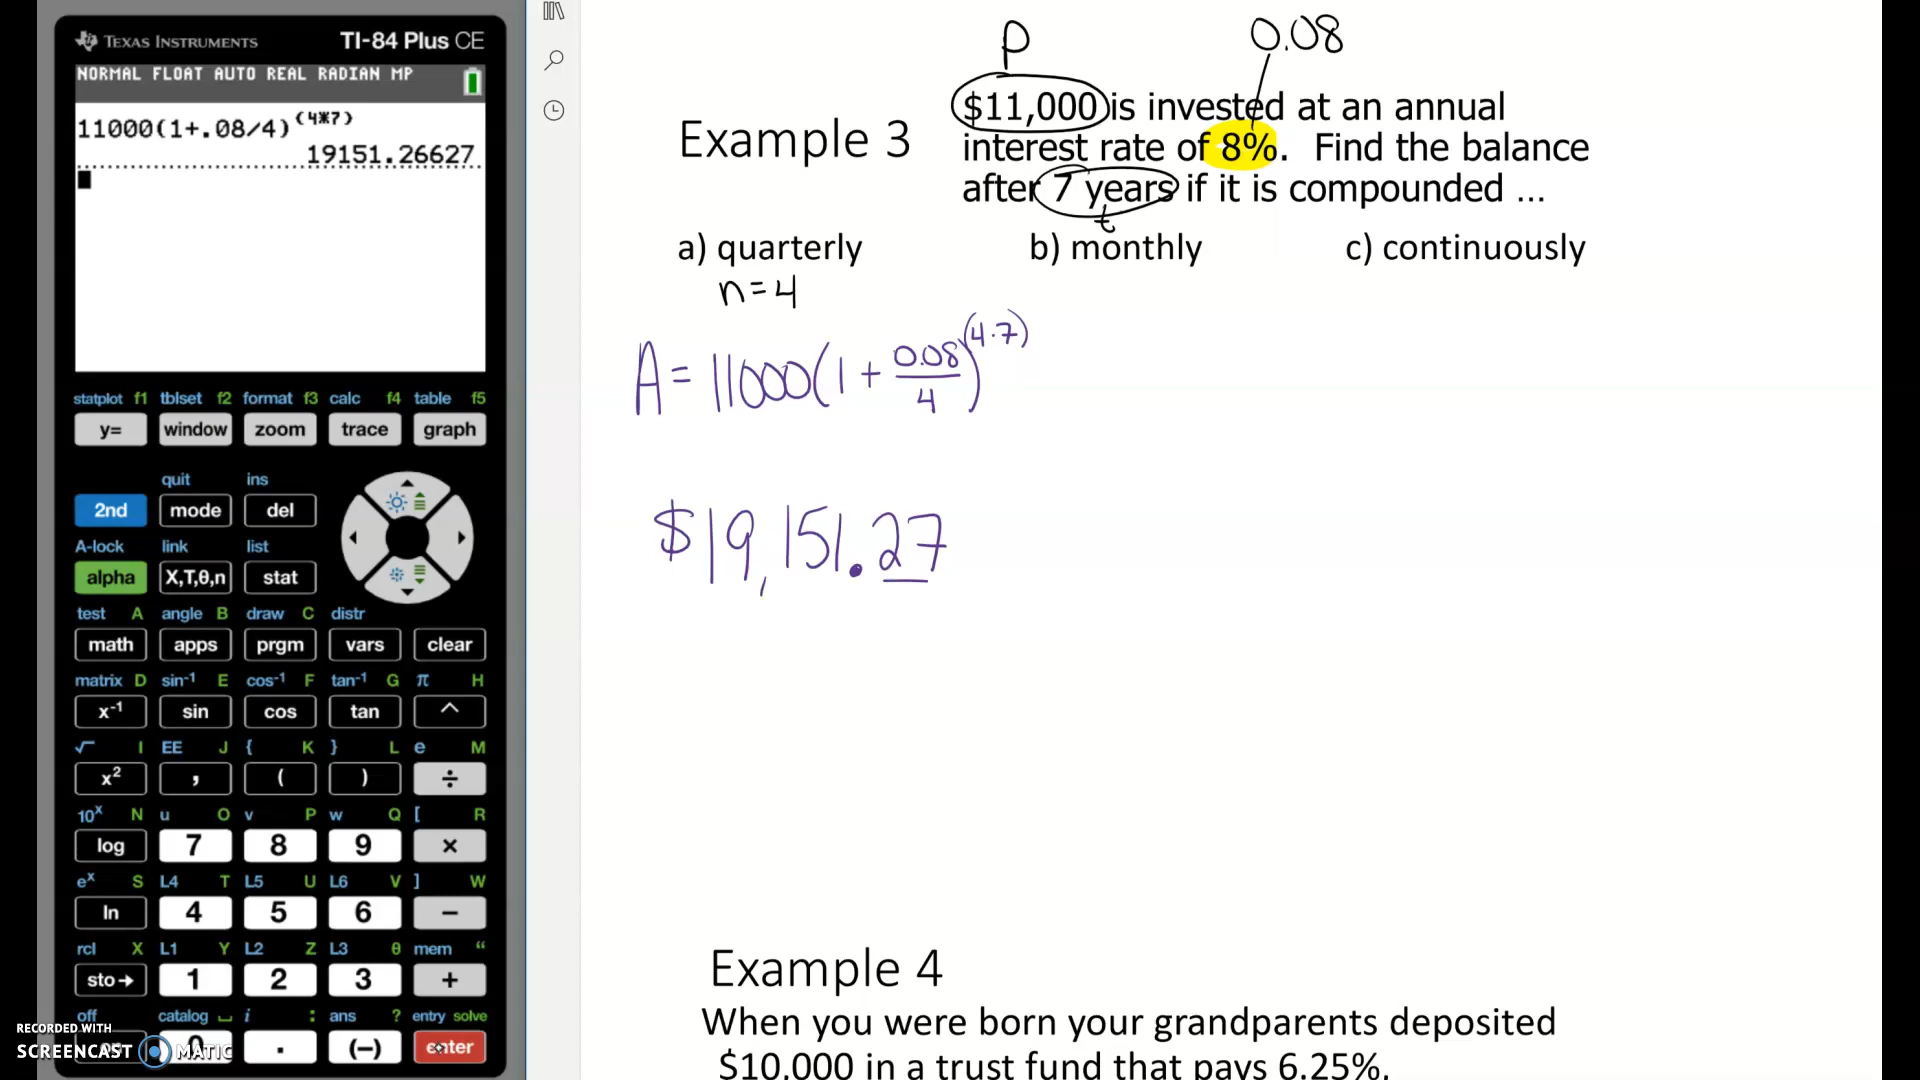 TEXAS INSTRUMENTS TI-84 Plus CE
NORMAL FLOAT AUTO REAL RADIAN MP
11000(1+.08/4)^(4*7)
19151.26627
statplot f1 tblset f2 format f3 calc f4 table f5
y= window zoom trace graph
quit ins
2nd mode del
A-lock link list
alpha X,T,θ,n stat
test A angle B draw C distr
math apps prgm vars clear
matrix D sin⁻¹ E cos⁻¹ F tan⁻¹ G π H
x⁻¹ sin cos tan ^
√ I EE J { K } L e M
x² , ( ) ÷
10ˣ N u O v P w Q [ R
log 7 8 9 ×
eˣ S L4 T L5 U L6 V ] W
ln 4 5 6 −
rcl X L1 Y L2 Z L3 θ mem “
sto→ 1 2 3 +
off catalog i : ans ? entry solve
on 0 . (−) enter
RECORDED WITH
SCREENCAST MATIC
P 0.08
Example 3
$11,000 is invested at an annual
interest rate of 8%. Find the balance
after 7 years if it is compounded ...
t
a) quarterly b) monthly c) continuously
n=4
A = 11000(1 + 0.08/4)^(4·7)
$19,151.27
Example 4
When you were born your grandparents deposited
$10,000 in a trust fund that pays 6.25%.